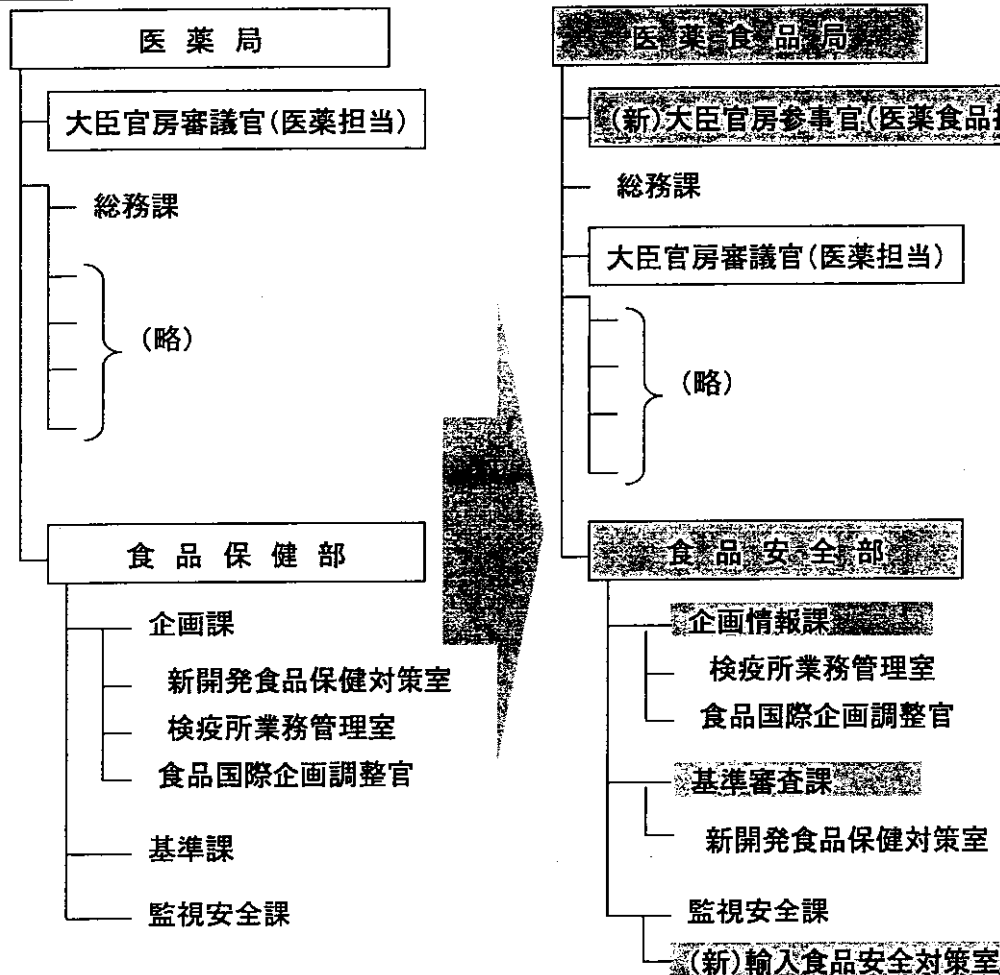 医薬局
大臣官房審議官(医薬担当)
総務課
(略)
食品保健部
企画課
新開発食品保健対策室
検疫所業務管理室
食品国際企画調整官
基準課
監視安全課
医薬食品局
(新)大臣官房参事官(医薬食品
総務課
大臣官房審議官(医薬担当)
(略)
食品安全部
企画情報課
検疫所業務管理室
食品国際企画調整官
基準審査課
新開発食品保健対策室
監視安全課
(新)輸入食品安全対策室